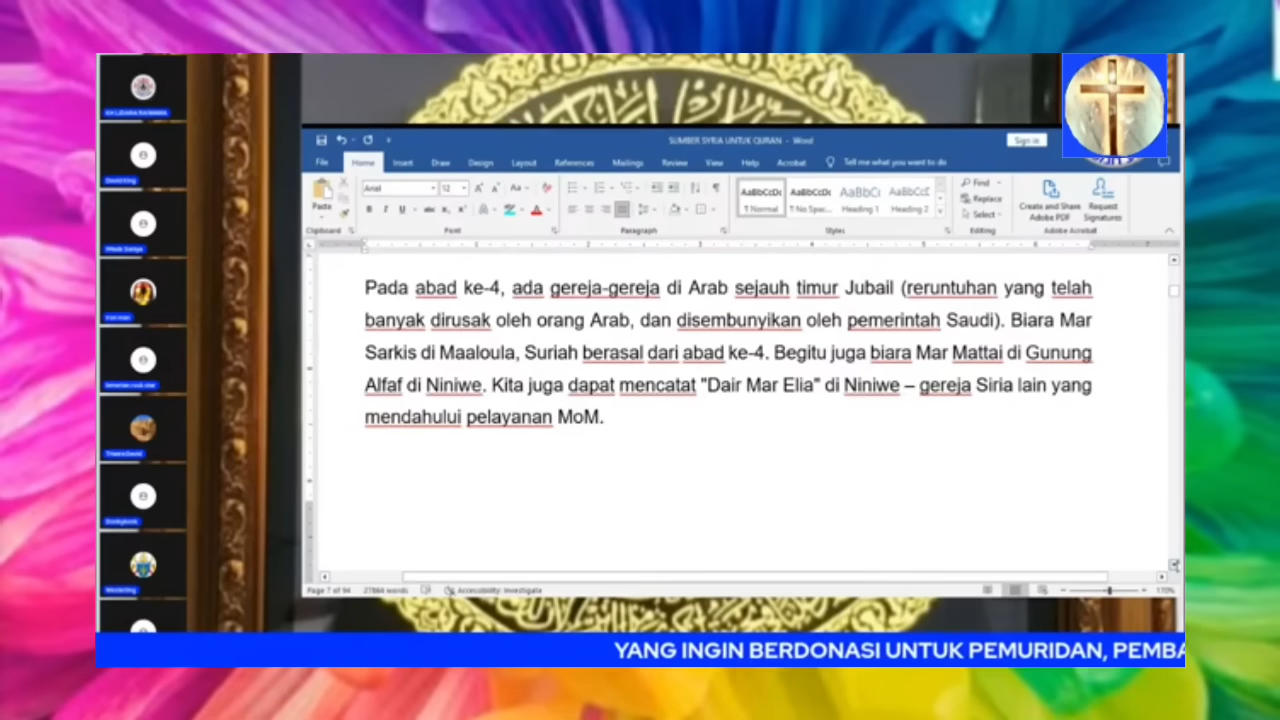 SUMBER SYRIA UNTUK QURAN - Word
Sign in
File Home Insert Draw Design Layout References Mailings Review View Help Acrobat Tell me what you want to do
Arial 12
Paste
AaBbCcDc AaBbCcDc AaBbC AaBbCcD
¶ Normal ¶ No Spac... Heading 1 Heading 2
Find
Replace
Select
Create and Share Adobe PDF
Request Signatures
Clipboard Font Paragraph Styles Editing Adobe Acrobat
Pada abad ke-4, ada gereja-gereja di Arab sejauh timur Jubail (reruntuhan yang telah
banyak dirusak oleh orang Arab, dan disembunyikan oleh pemerintah Saudi). Biara Mar
Sarkis di Maaloula, Suriah berasal dari abad ke-4. Begitu juga biara Mar Mattai di Gunung
Alfaf di Niniwe. Kita juga dapat mencatat "Dair Mar Elia" di Niniwe – gereja Siria lain yang
mendahului pelayanan MoM.
Page 7 of 94 27866 words Accessibility: Investigate 170%
YANG INGIN BERDONASI UNTUK PEMURIDAN, PEMBA